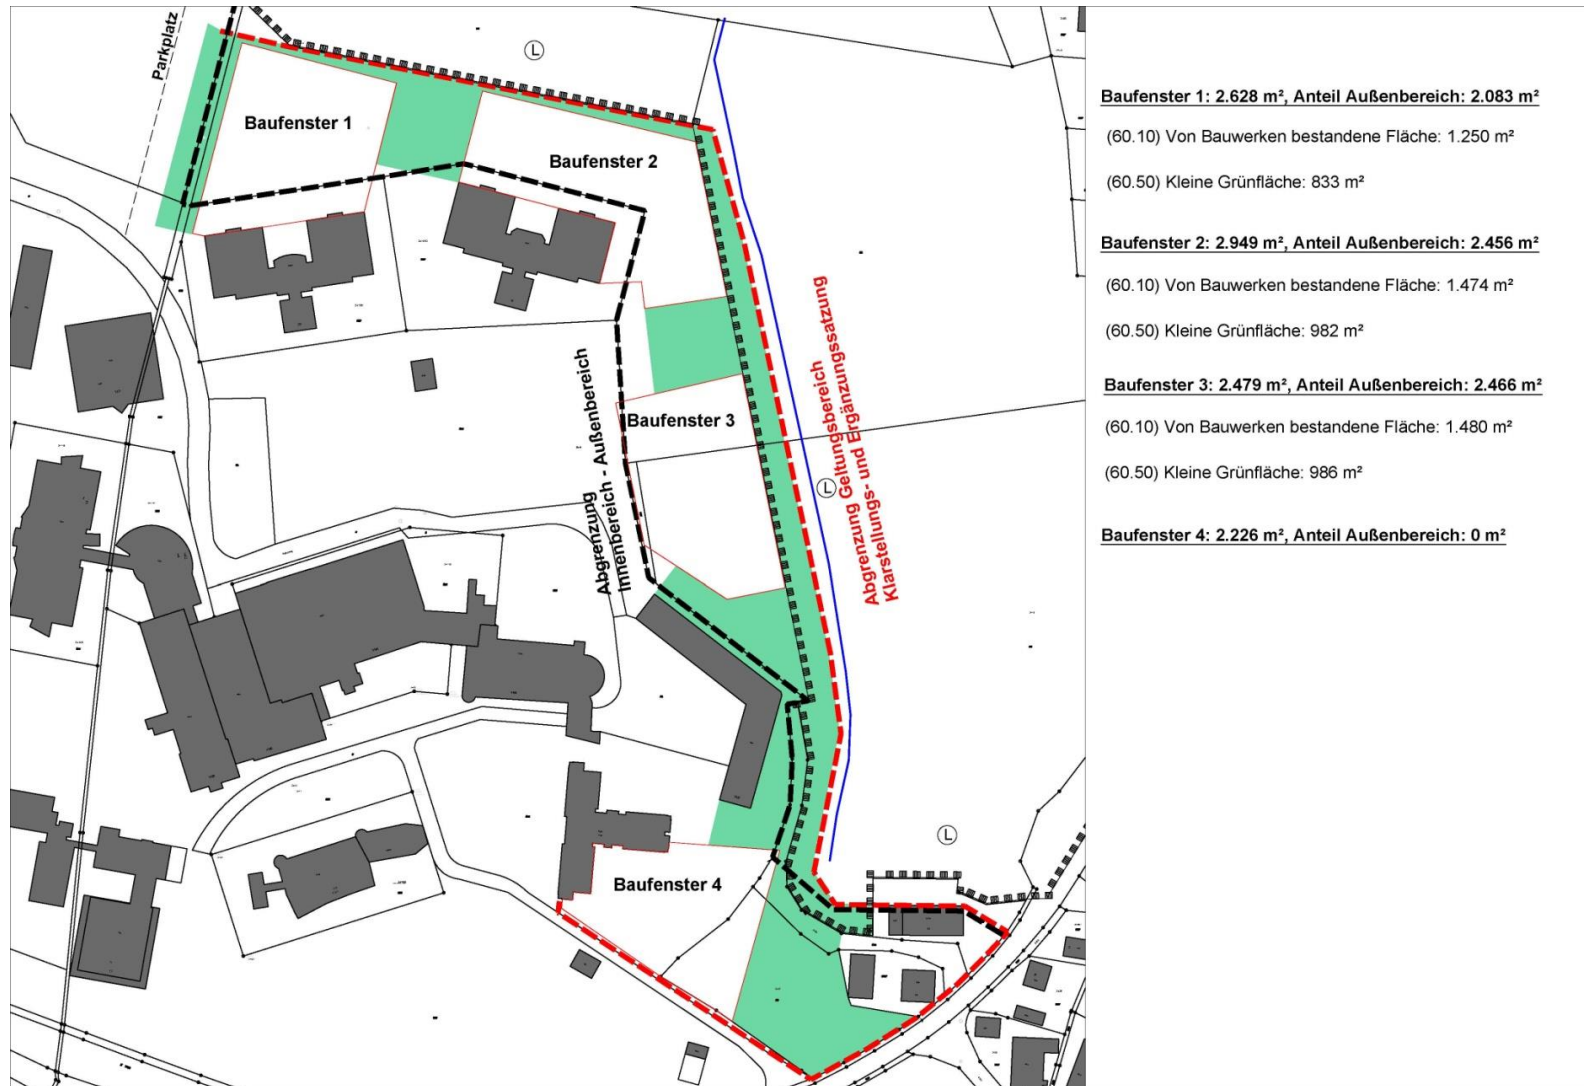 Parkplatz
L
Baufenster 1
Baufenster 2
Baufenster 3
Abgrenzung
Innenbereich - Außenbereich
Abgrenzung Geltungsbereich
Klarstellungs- und Ergänzungssatzung
L
L
Baufenster 4
Baufenster 1: 2.628 m², Anteil Außenbereich: 2.083 m²
(60.10) Von Bauwerken bestandene Fläche: 1.250 m²
(60.50) Kleine Grünfläche: 833 m²
Baufenster 2: 2.949 m², Anteil Außenbereich: 2.456 m²
(60.10) Von Bauwerken bestandene Fläche: 1.474 m²
(60.50) Kleine Grünfläche: 982 m²
Baufenster 3: 2.479 m², Anteil Außenbereich: 2.466 m²
(60.10) Von Bauwerken bestandene Fläche: 1.480 m²
(60.50) Kleine Grünfläche: 986 m²
Baufenster 4: 2.226 m², Anteil Außenbereich: 0 m²